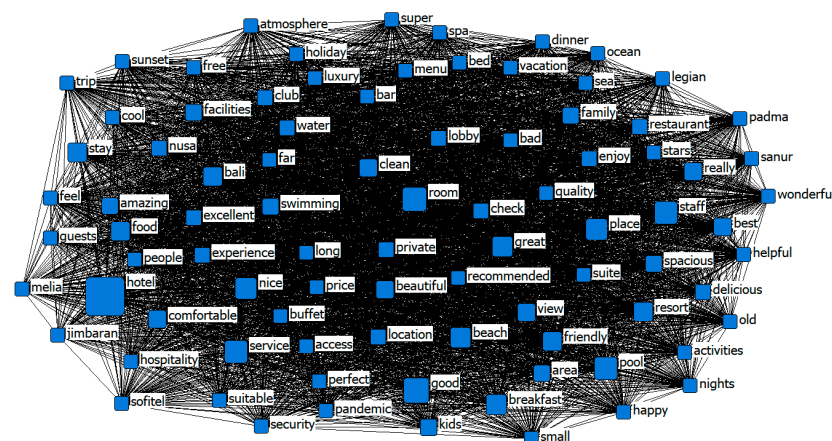 super
atmosphere
spa
dinner
ocean
holiday
sunset
free
menu
bed
vacation
luxury
sea
legian
trip
club
bar
facilities
family
cool
padma
water
restaurant
lobby
bad
stay
nusa
stars
far
enjoy
sanur
clean
really
bali
quality
wonderfu
feel
room
amazing
swimming
check
staff
excellent
place
best
food
guests
great
people
experience
long
private
helpful
spacious
hotel
recommended
suite
melia
nice
price
beautiful
delicious
buffet
view
resort
comfortable
old
jimbaran
location
beach
friendly
service
access
activities
hospitality
pool
area
perfect
good
nights
sofitel
suitable
breakfast
pandemic
happy
security
kids
small